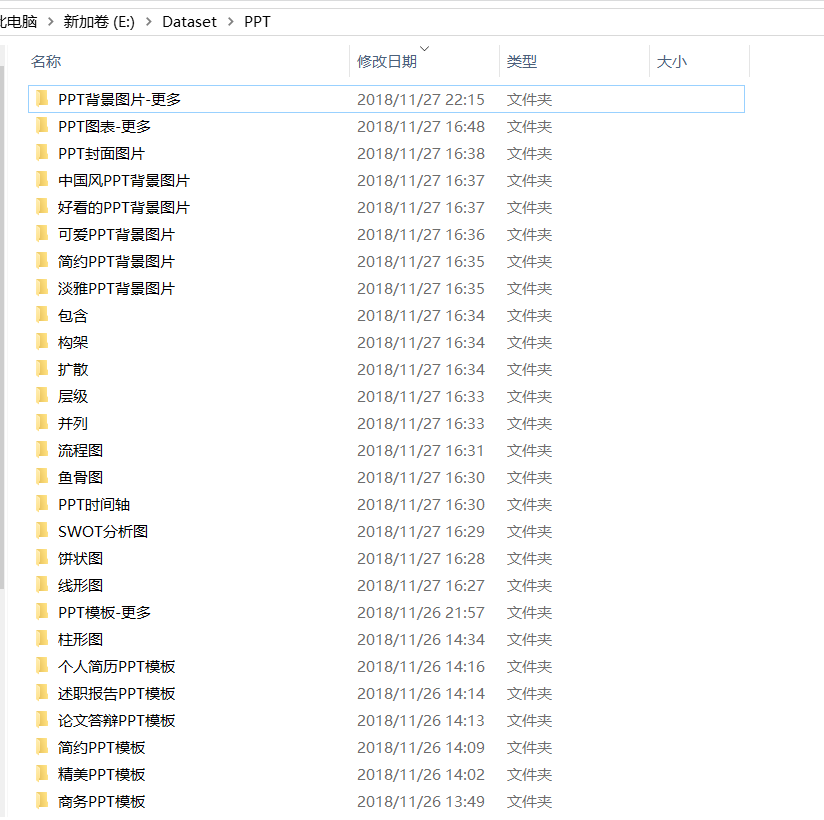 此电脑 > 新加卷 (E:) > Dataset > PPT
名称 修改日期 类型 大小
PPT背景图片-更多 2018/11/27 22:15 文件夹
PPT图表-更多 2018/11/27 16:48 文件夹
PPT封面图片 2018/11/27 16:38 文件夹
中国风PPT背景图片 2018/11/27 16:37 文件夹
好看的PPT背景图片 2018/11/27 16:37 文件夹
可爱PPT背景图片 2018/11/27 16:36 文件夹
简约PPT背景图片 2018/11/27 16:35 文件夹
淡雅PPT背景图片 2018/11/27 16:35 文件夹
包含 2018/11/27 16:34 文件夹
构架 2018/11/27 16:34 文件夹
扩散 2018/11/27 16:34 文件夹
层级 2018/11/27 16:33 文件夹
并列 2018/11/27 16:33 文件夹
流程图 2018/11/27 16:31 文件夹
鱼骨图 2018/11/27 16:30 文件夹
PPT时间轴 2018/11/27 16:30 文件夹
SWOT分析图 2018/11/27 16:29 文件夹
饼状图 2018/11/27 16:28 文件夹
线形图 2018/11/27 16:27 文件夹
PPT模板-更多 2018/11/26 21:57 文件夹
柱形图 2018/11/26 14:34 文件夹
个人简历PPT模板 2018/11/26 14:16 文件夹
述职报告PPT模板 2018/11/26 14:14 文件夹
论文答辩PPT模板 2018/11/26 14:13 文件夹
简约PPT模板 2018/11/26 14:09 文件夹
精美PPT模板 2018/11/26 14:02 文件夹
商务PPT模板 2018/11/26 13:49 文件夹